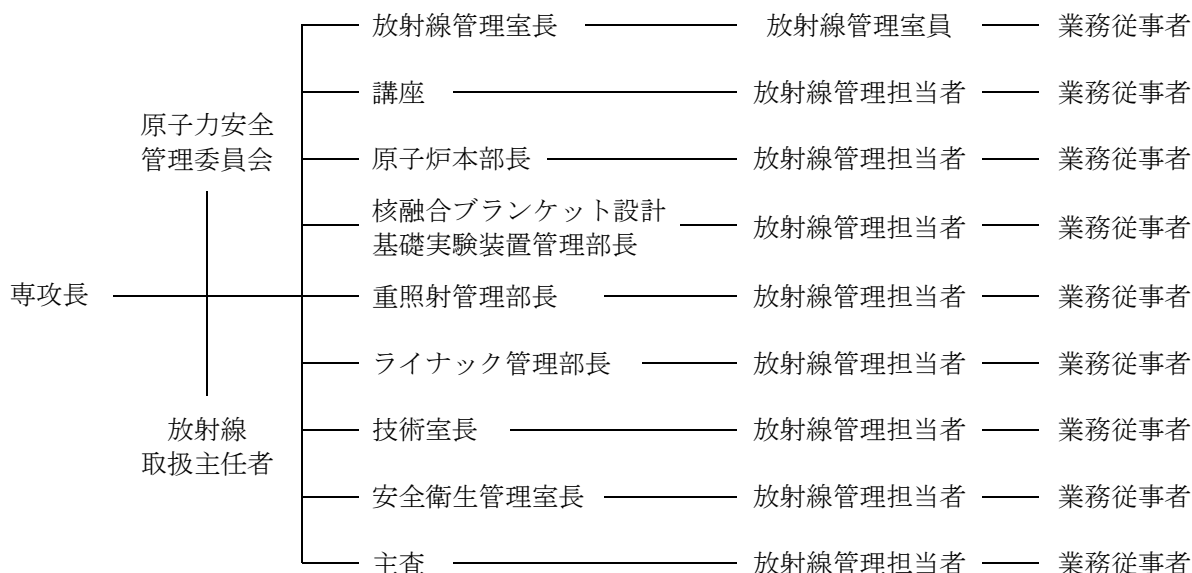 放射線管理室長 放射線管理室員 業務従事者
講座 放射線管理担当者 業務従事者
原子力安全
管理委員会
原子炉本部長 放射線管理担当者 業務従事者
核融合ブランケット設計
基礎実験装置管理部長 放射線管理担当者 業務従事者
専攻長
重照射管理部長 放射線管理担当者 業務従事者
ライナック管理部長 放射線管理担当者 業務従事者
放射線
取扱主任者
技術室長 放射線管理担当者 業務従事者
安全衛生管理室長 放射線管理担当者 業務従事者
主査 放射線管理担当者 業務従事者